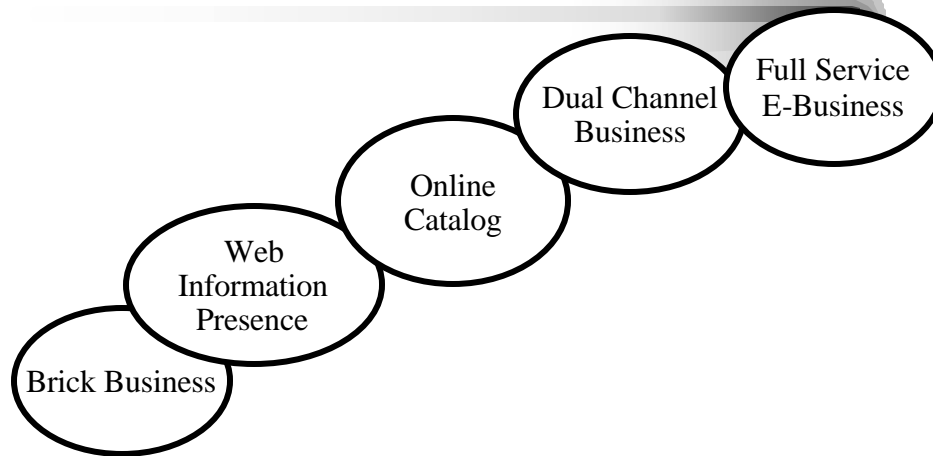 Full Service
E-Business
Dual Channel
Business
Online
Catalog
Web
Information
Presence
Brick Business